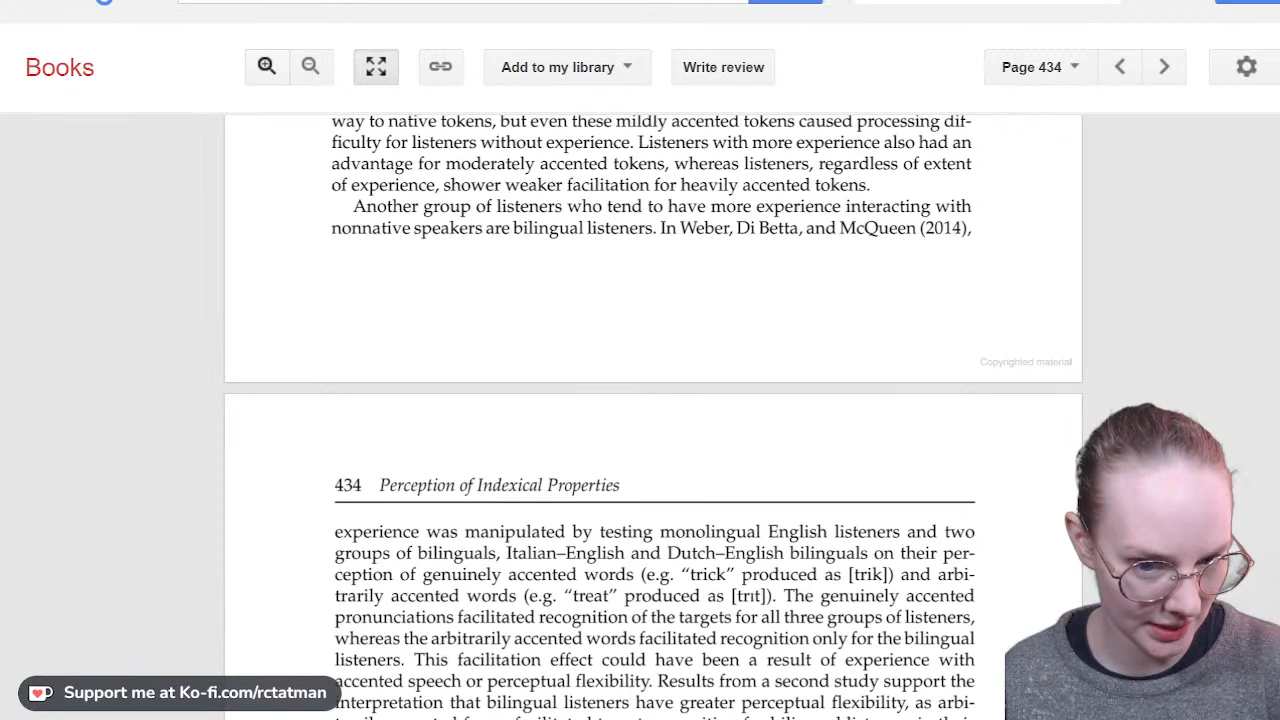 Books
Add to my library
Write review
Page 434
way to native tokens, but even these mildly accented tokens caused processing dif-
ficulty for listeners without experience. Listeners with more experience also had an
advantage for moderately accented tokens, whereas listeners, regardless of extent
of experience, shower weaker facilitation for heavily accented tokens.
Another group of listeners who tend to have more experience interacting with
nonnative speakers are bilingual listeners. In Weber, Di Betta, and McQueen (2014),
Copyrighted material
434 Perception of Indexical Properties
experience was manipulated by testing monolingual English listeners and two
groups of bilinguals, Italian–English and Dutch–English bilinguals on their per-
ception of genuinely accented words (e.g. “trick” produced as [trik]) and arbi-
trarily accented words (e.g. “treat” produced as [trɪt]). The genuinely accented
pronunciations facilitated recognition of the targets for all three groups of listeners,
whereas the arbitrarily accented words facilitated recognition only for the bilingual
listeners. This facilitation effect could have been a result of experience with
accented speech or perceptual flexibility. Results from a second study support the
interpretation that bilingual listeners have greater perceptual flexibility, as arbi-
Support me at Ko-fi.com/rctatman